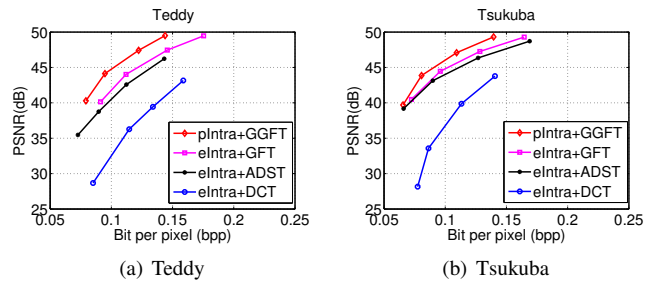 Teddy
PSNR(dB)
50
45
40
35
30
25
0.05 0.1 0.15 0.2 0.25
Bit per pixel (bpp)
pIntra+GGFT
eIntra+GFT
eIntra+ADST
eIntra+DCT
(a) Teddy
Tsukuba
PSNR(dB)
50
45
40
35
30
25
0.05 0.1 0.15 0.2 0.25
Bit per pixel (bpp)
pIntra+GGFT
eIntra+GFT
eIntra+ADST
eIntra+DCT
(b) Tsukuba